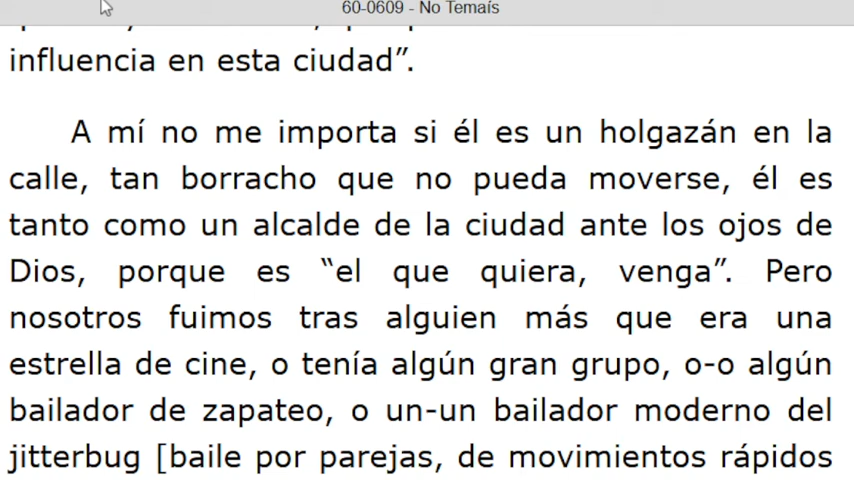 60-0609 - No Temaís
influencia en esta ciudad”.
A mí no me importa si él es un holgazán en la
calle, tan borracho que no pueda moverse, él es
tanto como un alcalde de la ciudad ante los ojos de
Dios, porque es “el que quiera, venga”. Pero
nosotros fuimos tras alguien más que era una
estrella de cine, o tenía algún gran grupo, o-o algún
bailador de zapateo, o un-un bailador moderno del
jitterbug [baile por parejas, de movimientos rápidos